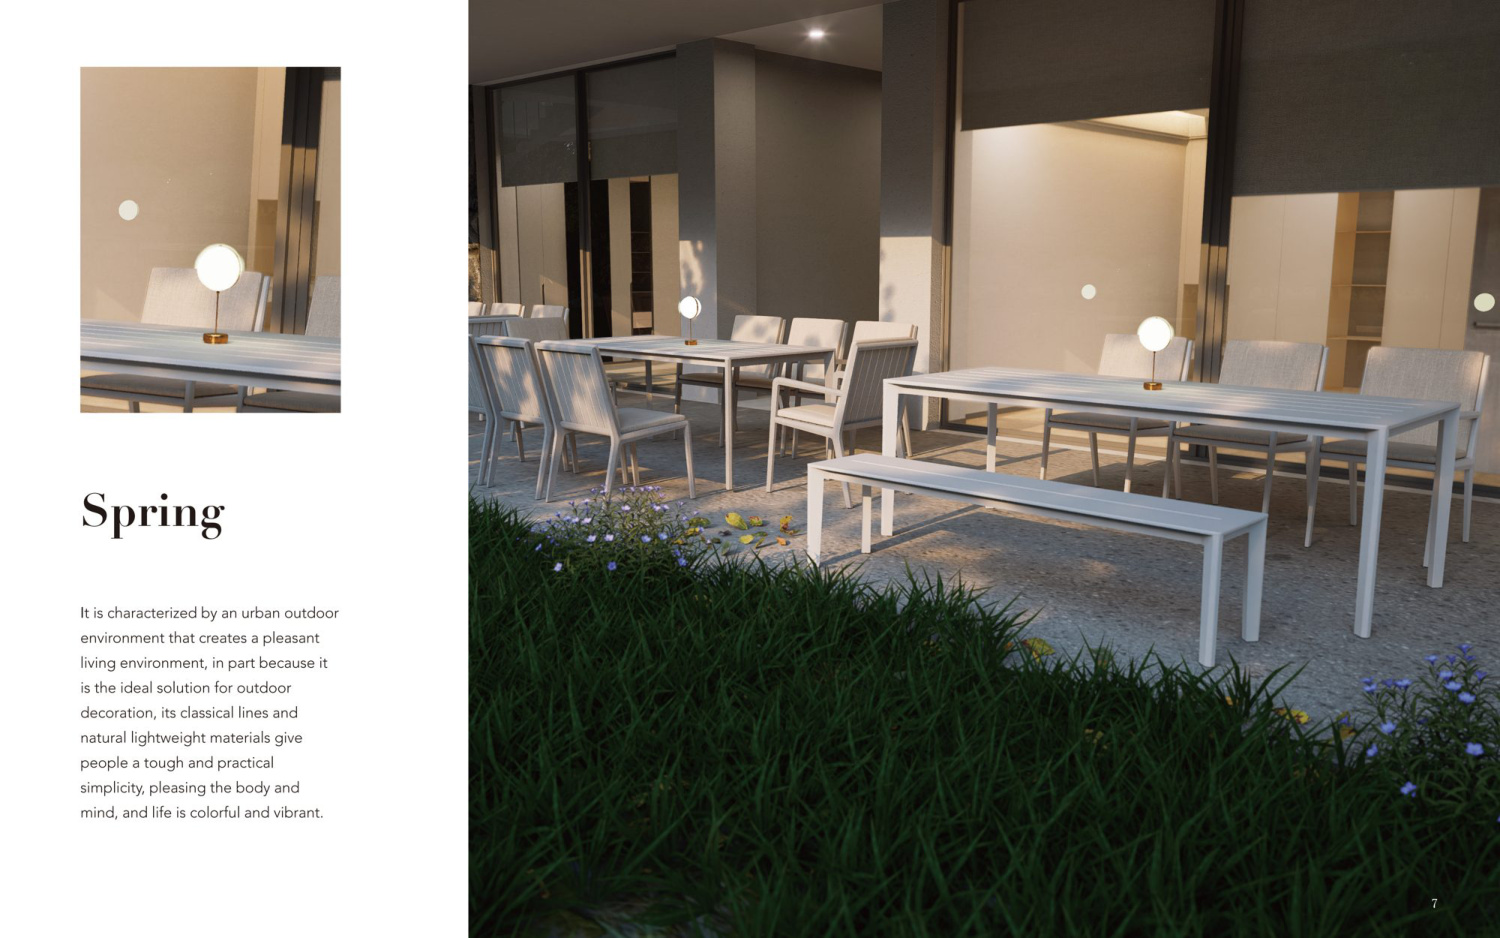 Spring
It is characterized by an urban outdoor
environment that creates a pleasant
living environment, in part because it
is the ideal solution for outdoor
decoration, its classical lines and
natural lightweight materials give
people a tough and practical
simplicity, pleasing the body and
mind, and life is colorful and vibrant.
7